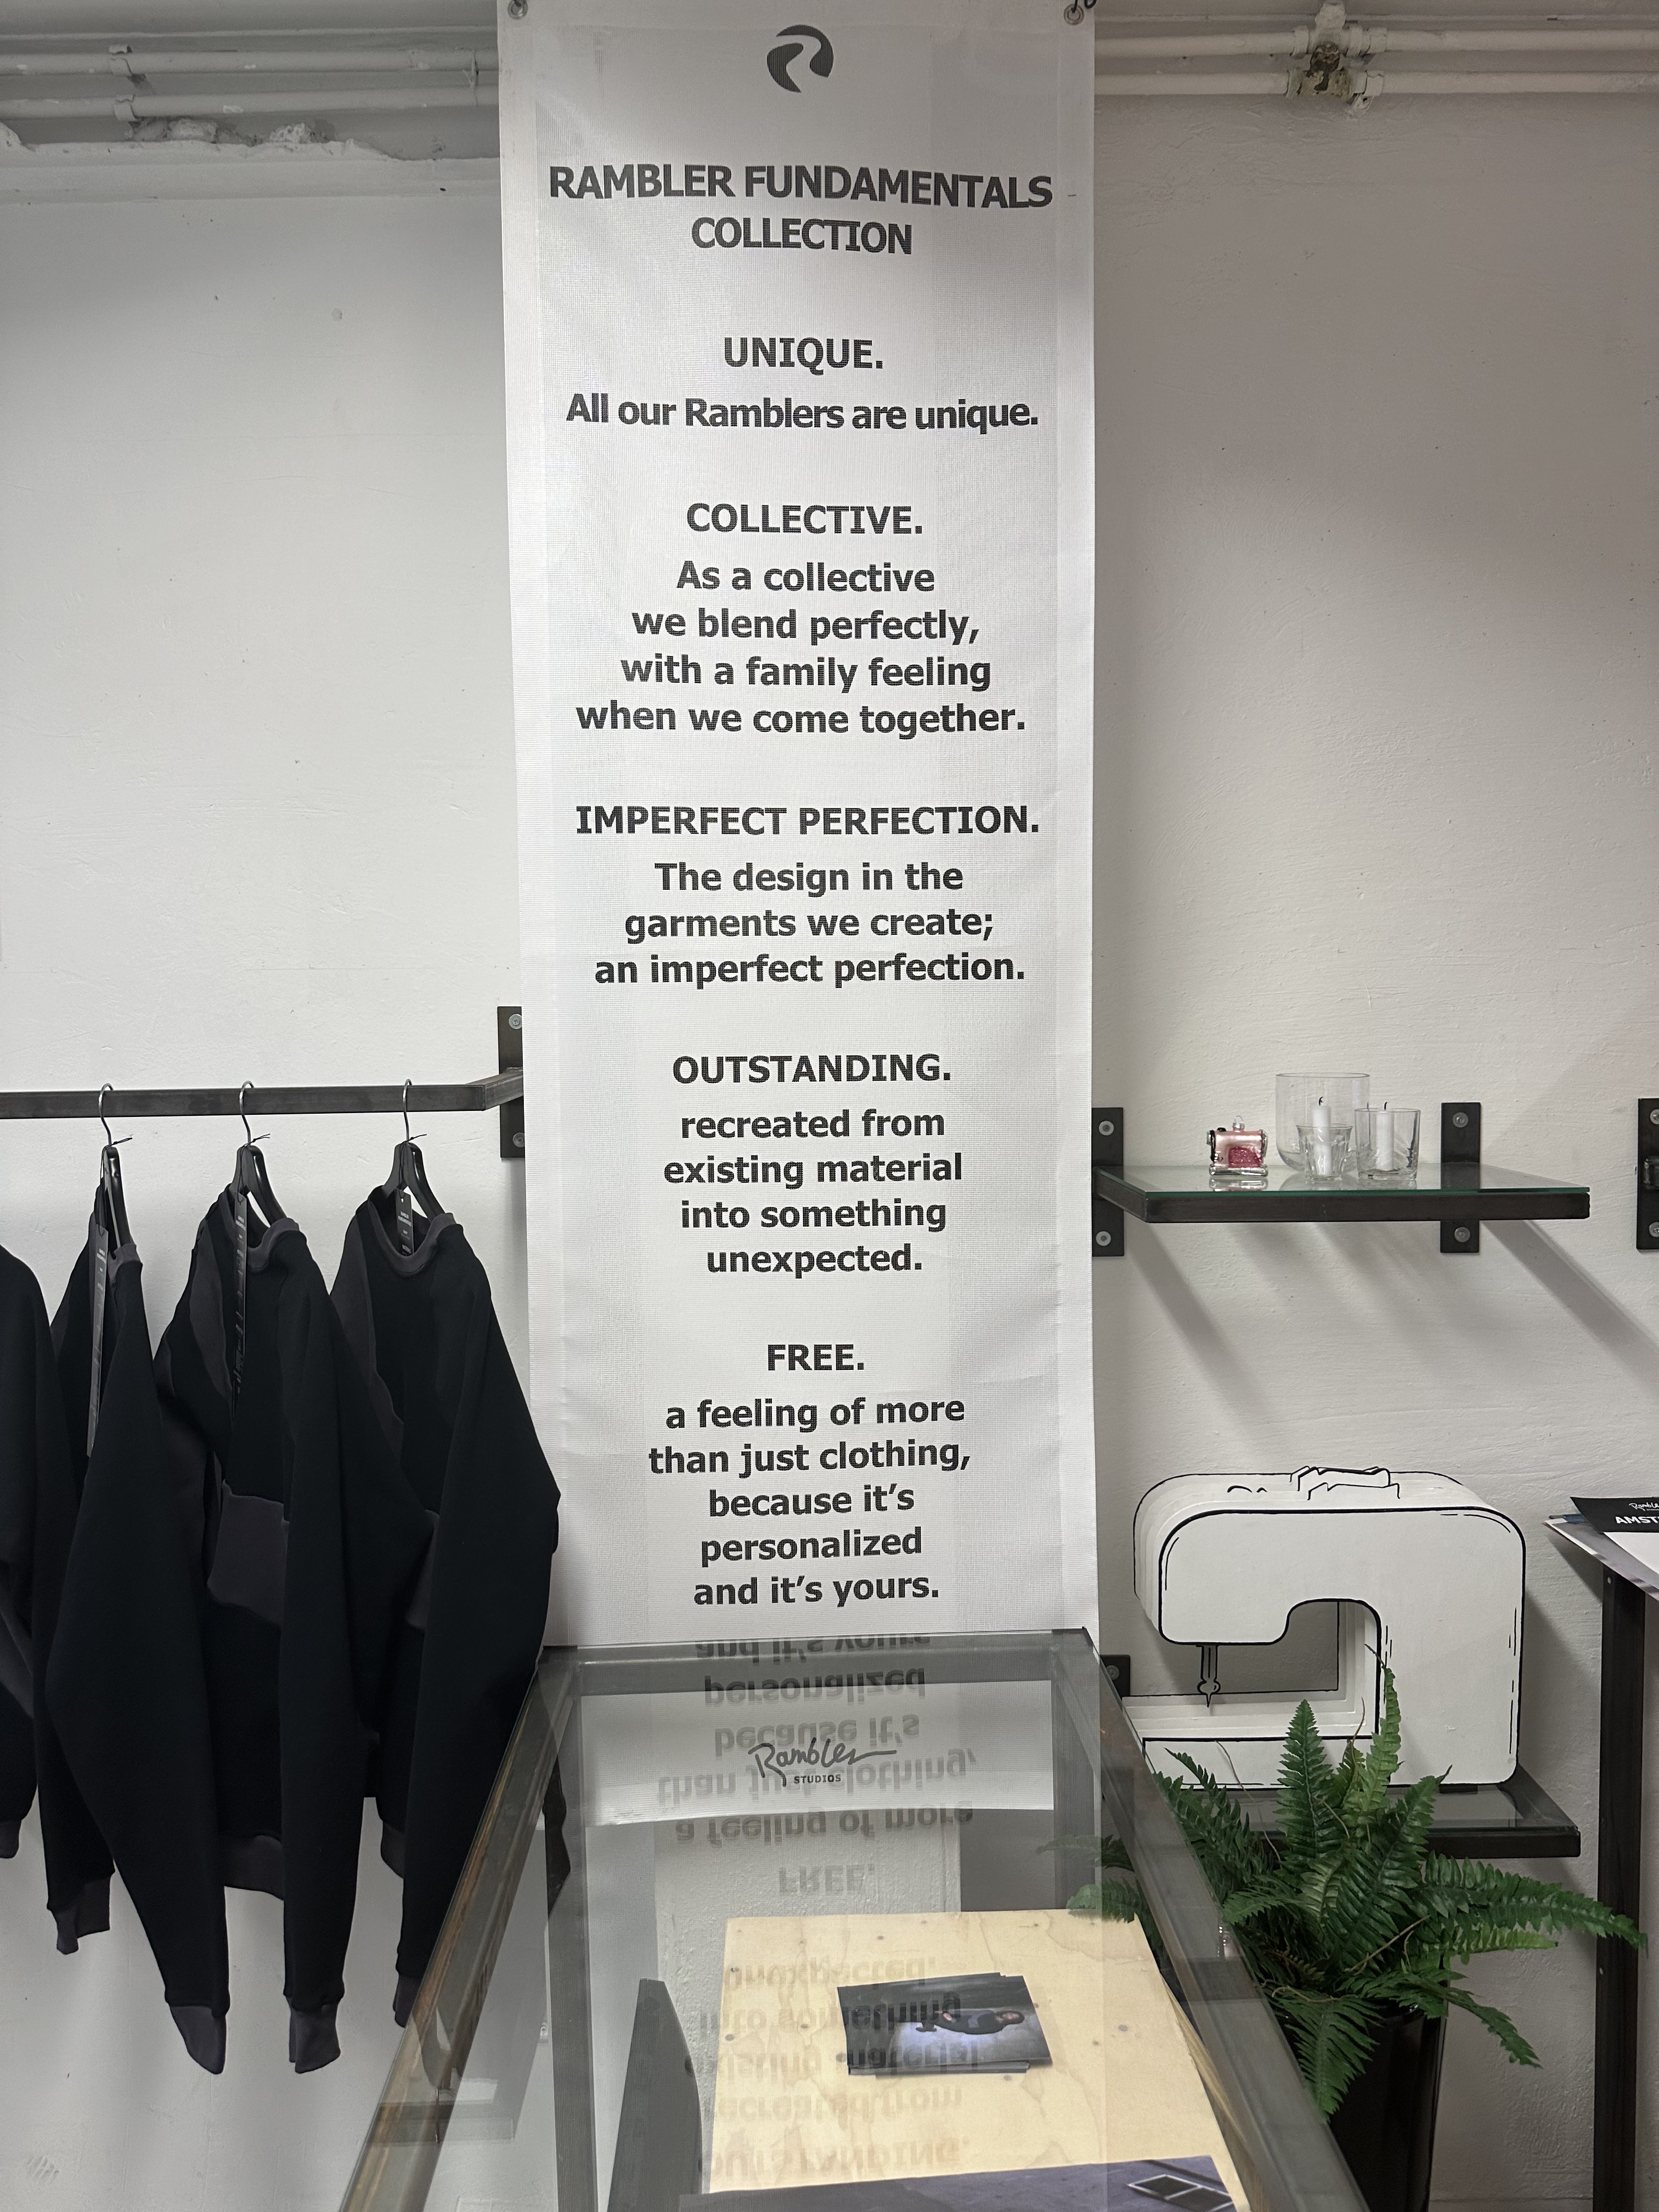 RAMBLER FUNDAMENTALS
COLLECTION
UNIQUE.
All our Ramblers are unique.
COLLECTIVE.
As a collective
we blend perfectly,
with a family feeling
when we come together.
IMPERFECT PERFECTION.
The design in the
garments we create;
an imperfect perfection.
OUTSTANDING.
recreated from
existing material
into something
unexpected.
FREE.
a feeling of more
than just clothing,
because it's
personalized
and it's yours.
Rambler
STUDIOS